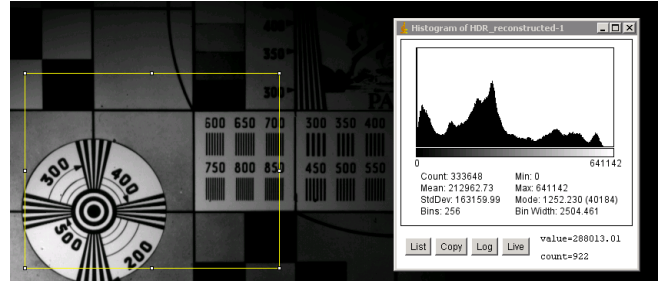 400
350
300
PA
600 650 700 300 350 400
750 800 850 450 500 550
300
400
500
200
Histogram of HDR_reconstructed-1
0 641142
Count: 333648 Min: 0
Mean: 212962.73 Max: 641142
StdDev: 163159.99 Mode: 1252.230 (40184)
Bins: 256 Bin Width: 2504.461
List Copy Log Live
value=288013.01
count=922